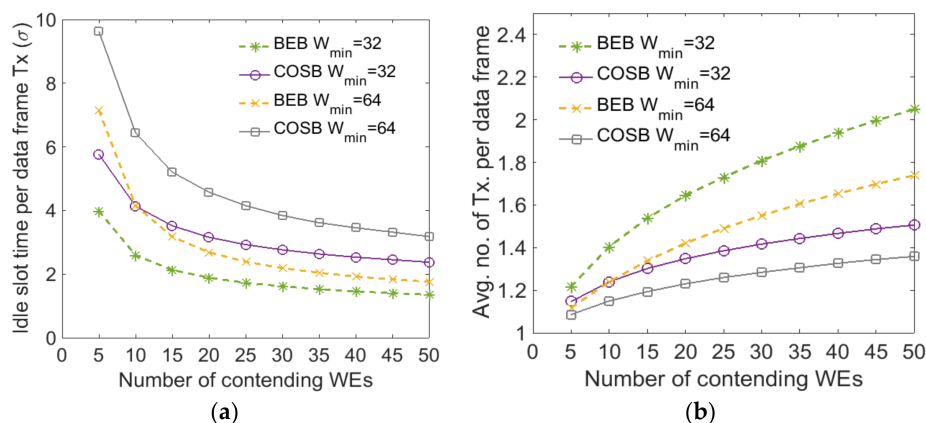 Idle slot time per data frame Tx (σ)
10
8
6
4
2
0
BEB W_min=32
COSB W_min=32
BEB W_min=64
COSB W_min=64
0 5 10 15 20 25 30 35 40 45 50
Number of contending WEs
(a)
Avg. no. of Tx. per data frame
2.4
2.2
2
1.8
1.6
1.4
1.2
1
BEB W_min=32
COSB W_min=32
BEB W_min=64
COSB W_min=64
0 5 10 15 20 25 30 35 40 45 50
Number of contending WEs
(b)